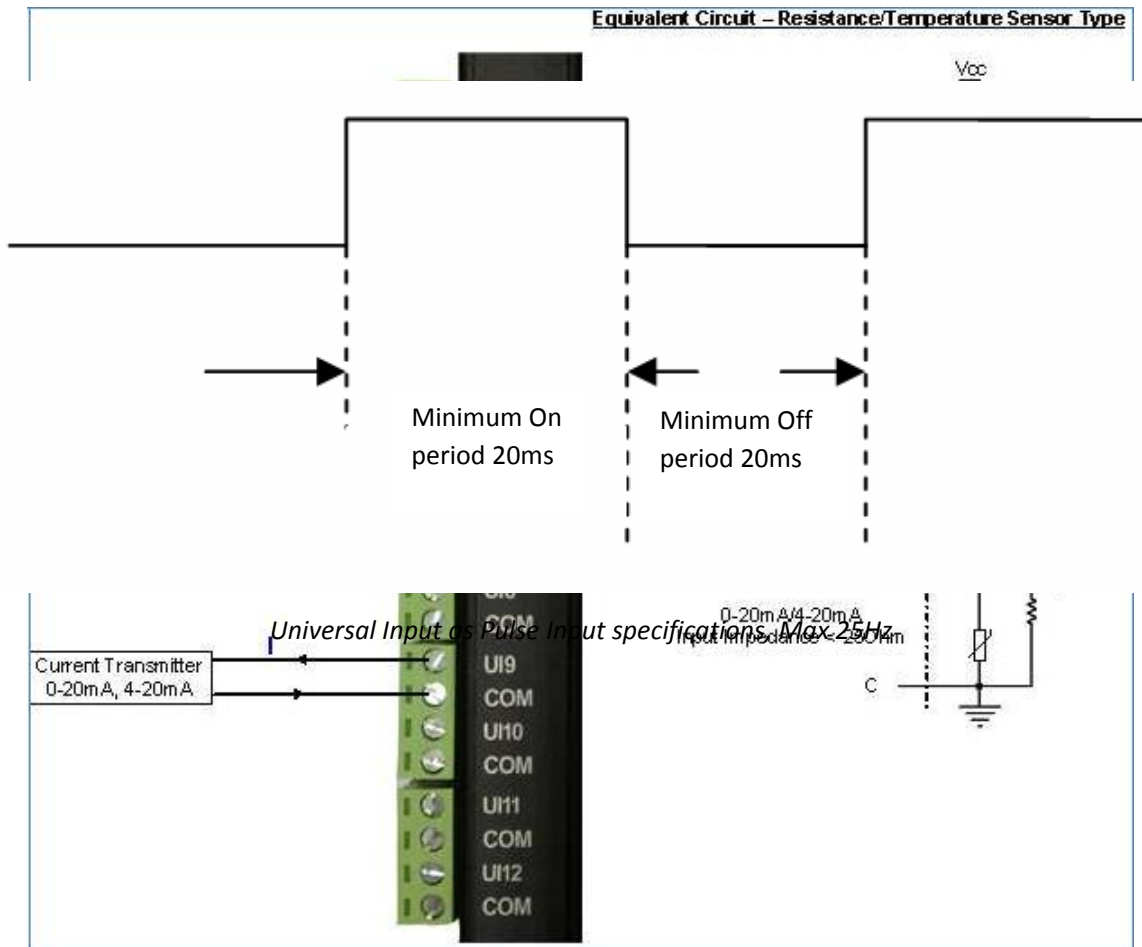 Equivalent Circuit – Resistance/Temperature Sensor Type
Vcc
Minimum On
period 20ms
Minimum Off
period 20ms
COM
0-20mA/4-20mA
Universal Input as Pulse Input specifications. Max 25Hz.
Input Impedance <
Current Transmitter
0-20mA, 4-20mA
UI9
COM
C
UI10
COM
UI11
COM
UI12
COM